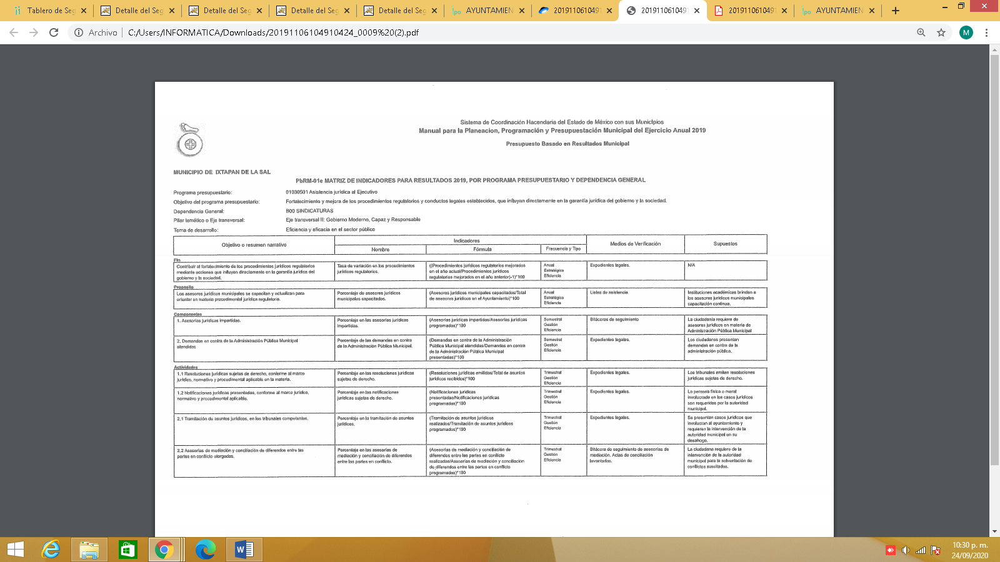 Tablero de Seg
Detalle del Seg
Detalle del Seg
Detalle del Seg
Detalle del Seg
AYUNTAMIEN
201911061049
201911061049
201911061049
AYUNTAMIEN
Archivo | C:/Users/INFORMATICA/Downloads/20191106104910424_0009%20(2).pdf
M
Sistema de Coordinación Hacendaria del Estado de México con sus Municipios
Manual para la Planeacion, Programación y Presupuestación Municipal del Ejercicio Anual 2019
Presupuesto Basado en Resultados Municipal
MUNICIPIO DE IXTAPAN DE LA SAL
PbRM-01e MATRIZ DE INDICADORES PARA RESULTADOS 2019, POR PROGRAMA PRESUPUESTARIO Y DEPENDENCIA GENERAL
Programa presupuestario: 01030501 Asistencia jurídica al Ejecutivo
Objetivo del programa presupuestario: Fortalecimiento y mejora de los procedimientos regulatorios y conductos legales establecidos, que influyan directamente en la garantía jurídica del gobierno y la sociedad.
Dependencia General: B00 SINDICATURAS
Pilar temático o Eje transversal: Eje transversal II: Gobierno Moderno, Capaz y Responsable
Tema de desarrollo: Eficiencia y eficacia en el sector público
Objetivo o resumen narrativo
Indicadores
Nombre
Fórmula
Frecuencia y Tipo
Medios de Verificación
Supuestos
Fin
Contribuir al fortalecimiento de los procedimientos jurídicos regulatorios
mediante acciones que influyan directamente en la garantía jurídica del
gobierno y la sociedad.
Tasa de variación en los procedimientos
jurídicos regulatorios.
((Procedimientos jurídicos regulatorios mejorados
en el año actual/Procedimientos jurídicos
regulatorios mejorados en el año anterior)-1)*100
Anual
Estratégico
Eficiencia
Expedientes legales.
N/A
Proposito
Los asesores jurídicos municipales se capacitan y actualizan para
orientar en materia procedimental jurídica regulatoria.
Porcentaje de asesores jurídicos
municipales capacitados.
(Asesores jurídicos municipales capacitados/Total
de asesores jurídicos en el Ayuntamiento)*100
Anual
Estratégico
Eficiencia
Listas de asistencia
Instituciones académicas brindan a
los asesores jurídicos municipales
capacitación continua.
Componentes
1. Asesorías jurídicas impartidas.
Porcentaje en las asesorías jurídicas
impartidas.
(Asesorías jurídicas impartidas/Asesorías jurídicas
programadas)*100
Semestral
Gestión
Eficiencia
Bitácoras de seguimiento
La ciudadanía requiere de
asesores jurídicos en materia de
Administración Pública Municipal
2. Demandas en contra de la Administración Pública Municipal
atendidas
Porcentaje de las demandas en contra
de la Administración Pública Municipal.
(Demandas en contra de la Administración
Pública Municipal atendidas/Demandas en contra
de la Administración Pública Municipal
presentadas)*100
Semestral
Gestión
Eficiencia
Expedientes legales.
Los ciudadanos presentan
demandas en contra de la
administración pública.
Actividades
1.1 Resoluciones jurídicas sujetas de derecho, conforme al marco
jurídico, normativo y procedimental aplicable en la materia.
Porcentaje en las resoluciones jurídicas
sujetas de derecho.
(Resoluciones jurídicas emitidas/Total de asuntos
jurídicos recibidos)*100
Trimestral
Gestión
Eficiencia
Expedientes legales.
Los tribunales emiten resoluciones
jurídicas sujetas de derecho.
1.2 Notificaciones jurídicas presentadas, conforme al marco jurídico,
normativo y procedimental aplicable.
Porcentaje en las notificaciones
jurídicas sujetas de derecho.
(Notificaciones jurídicas
presentadas/Notificaciones jurídicas
programadas)*100
Trimestral
Gestión
Eficiencia
Expedientes legales.
La persona física o moral
involucrada en los casos jurídicos
son requeridas por la autoridad
municipal.
2.1 Tramitación de asuntos jurídicos, en los tribunales competentes.
Porcentaje en la tramitación de asuntos
jurídicos.
(Tramitación de asuntos jurídicos
realizados/Tramitación de asuntos jurídicos
programados)*100
Trimestral
Gestión
Eficiencia
Expedientes legales.
Se presentan casos jurídicos que
involucran al ayuntamiento y
requieren la intervención de la
autoridad municipal en su
desahogo.
2.2 Asesorías de mediación y conciliación de diferendos entre las
partes en conflicto otorgadas.
Porcentaje en las asesorías de
mediación y conciliación de diferendos
entre las partes en conflicto.
(Asesorías de mediación y conciliación de
diferendos entre las partes en conflicto
realizadas/Asesorías de mediación y conciliación
de diferendos entre las partes en conflicto
programadas)*100
Trimestral
Gestión
Eficiencia
Bitácora de seguimiento de asesorías de
mediación. Actas de conciliación
levantadas.
La ciudadana requiere de la
intervención de la autoridad
municipal para la solventación de
conflictos suscitados.
10:30 p. m.
24/09/2020